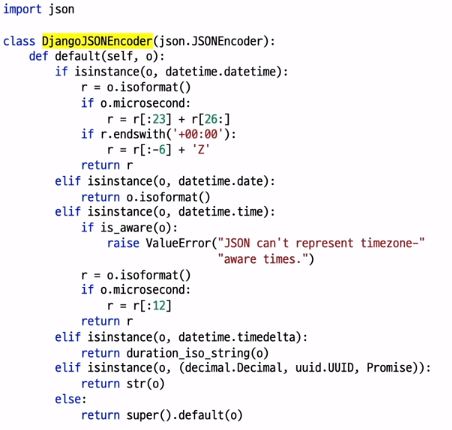 import json
class DjangoJSONEncoder(json.JSONEncoder):
    def default(self, o):
        if isinstance(o, datetime.datetime):
            r = o.isoformat()
            if o.microsecond:
                r = r[:23] + r[26:]
            if r.endswith('+00:00'):
                r = r[:-6] + 'Z'
            return r
        elif isinstance(o, datetime.date):
            return o.isoformat()
        elif isinstance(o, datetime.time):
            if is_aware(o):
                raise ValueError("JSON can't represent timezone-"
                                 "aware times.")
            r = o.isoformat()
            if o.microsecond:
                r = r[:12]
            return r
        elif isinstance(o, datetime.timedelta):
            return duration_iso_string(o)
        elif isinstance(o, (decimal.Decimal, uuid.UUID, Promise)):
            return str(o)
        else:
            return super().default(o)